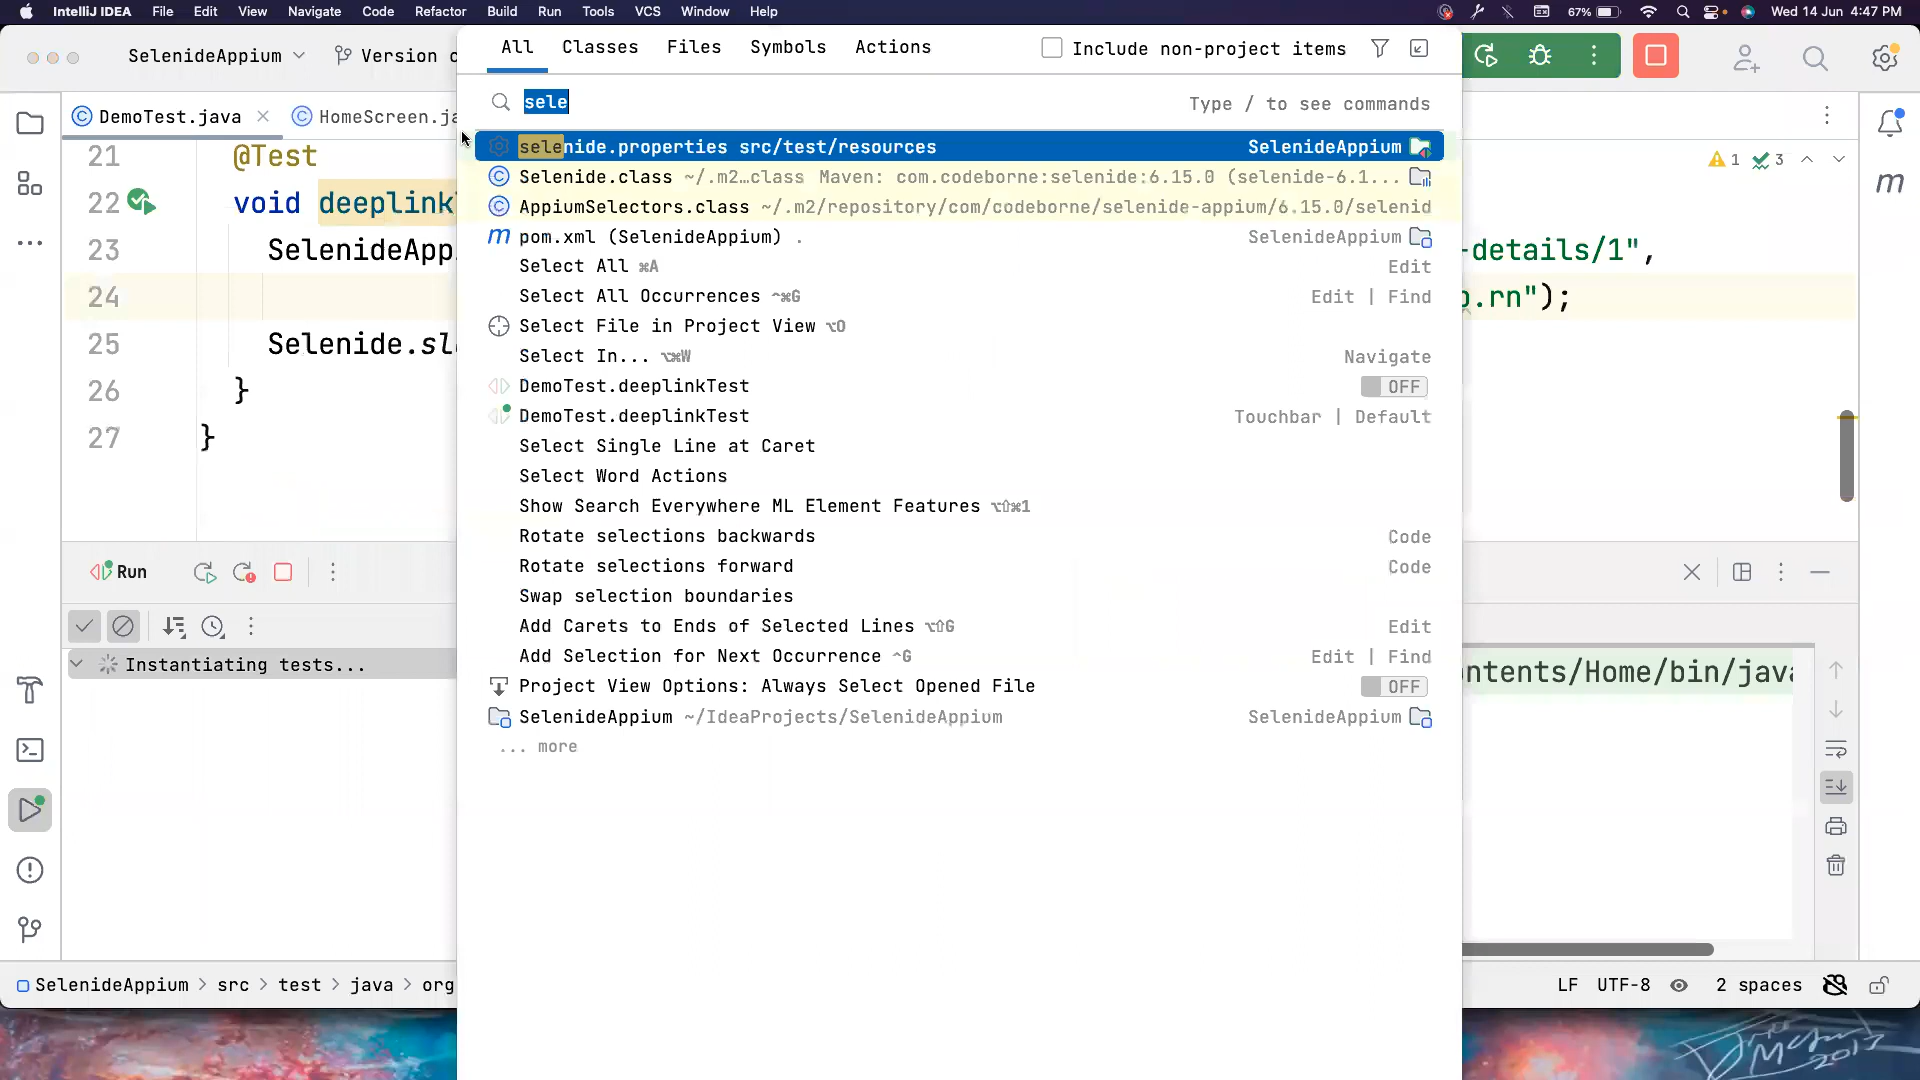 IntelliJ IDEA File Edit View Navigate Code Refactor Build Run Tools VCS Window Help 67% Wed 14 Jun 4:47 PM
SelenideAppium Version c
All Classes Files Symbols Actions Include non-project items
DemoTest.java HomeScreen.ja
sele Type / to see commands
selenide.properties src/test/resources SelenideAppium
Selenide.class ~/.m2…class Maven: com.codeborne:selenide:6.15.0 (selenide-6.1...
AppiumSelectors.class ~/.m2/repository/com/codeborne/selenide-appium/6.15.0/selenid
m pom.xml (SelenideAppium) . SelenideAppium
Select All ⌘A Edit
Select All Occurrences ^⌘G Edit | Find
Select File in Project View ⌥O
Select In... ⌥⌘W Navigate
DemoTest.deeplinkTest OFF
DemoTest.deeplinkTest Touchbar | Default
Select Single Line at Caret
Select Word Actions
Show Search Everywhere ML Element Features ⌥⇧⌘1
Rotate selections backwards Code
Rotate selections forward Code
Swap selection boundaries
Add Carets to Ends of Selected Lines ⌥⇧G Edit
Add Selection for Next Occurrence ^G Edit | Find
Project View Options: Always Select Opened File OFF
SelenideAppium ~/IdeaProjects/SelenideAppium SelenideAppium
... more
21 @Test
22 void deeplink
23 SelenideApp -details/1",
24 .rn");
25 Selenide.sl
26 }
27 }
1 3
m
Run
Instantiating tests...
ntents/Home/bin/java
SelenideAppium > src > test > java > org
LF UTF-8 2 spaces
2017